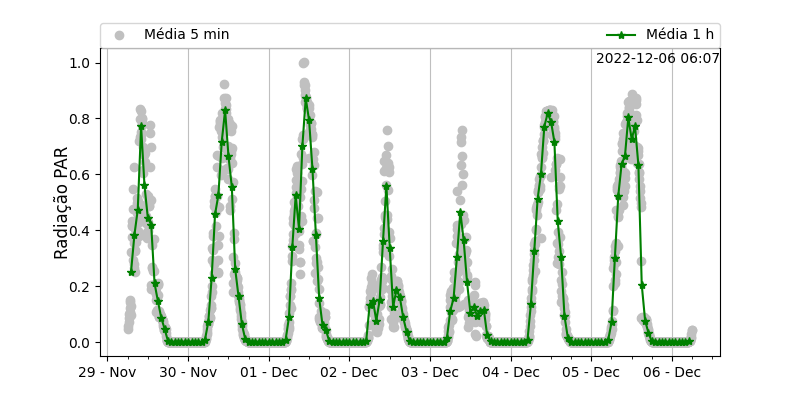 Média 5 min
Média 1 h
2022-12-06 06:07
Radiação PAR
1.0
0.8
0.6
0.4
0.2
0.0
29 - Nov
30 - Nov
01 - Dec
02 - Dec
03 - Dec
04 - Dec
05 - Dec
06 - Dec